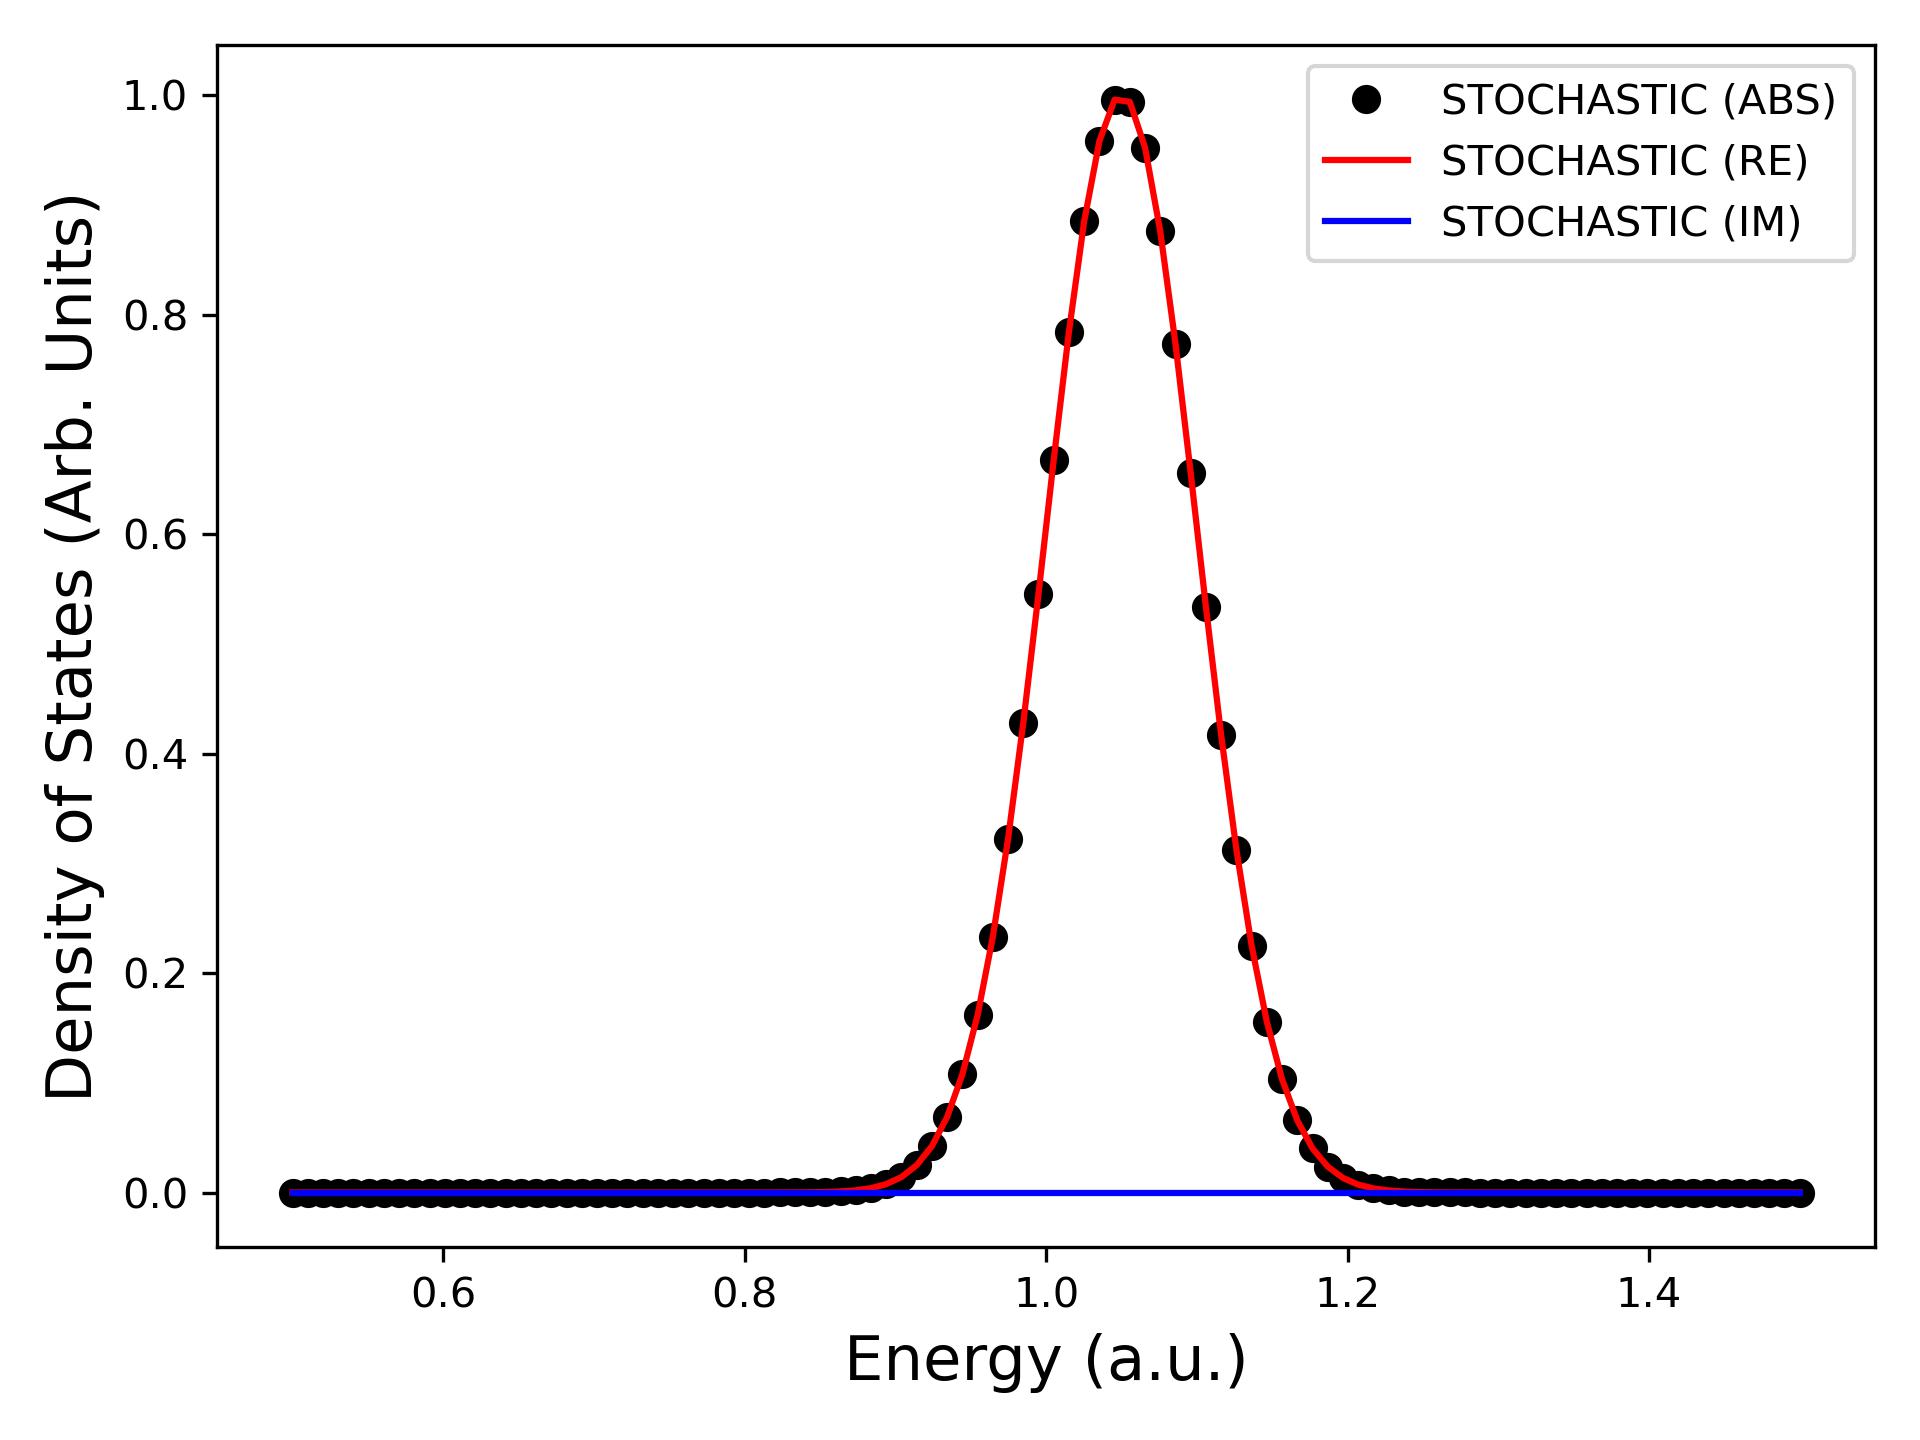 Density of States (Arb. Units)
1.0
0.8
0.6
0.4
0.2
0.0
STOCHASTIC (ABS)
STOCHASTIC (RE)
STOCHASTIC (IM)
0.6 0.8 1.0 1.2 1.4
Energy (a.u.)